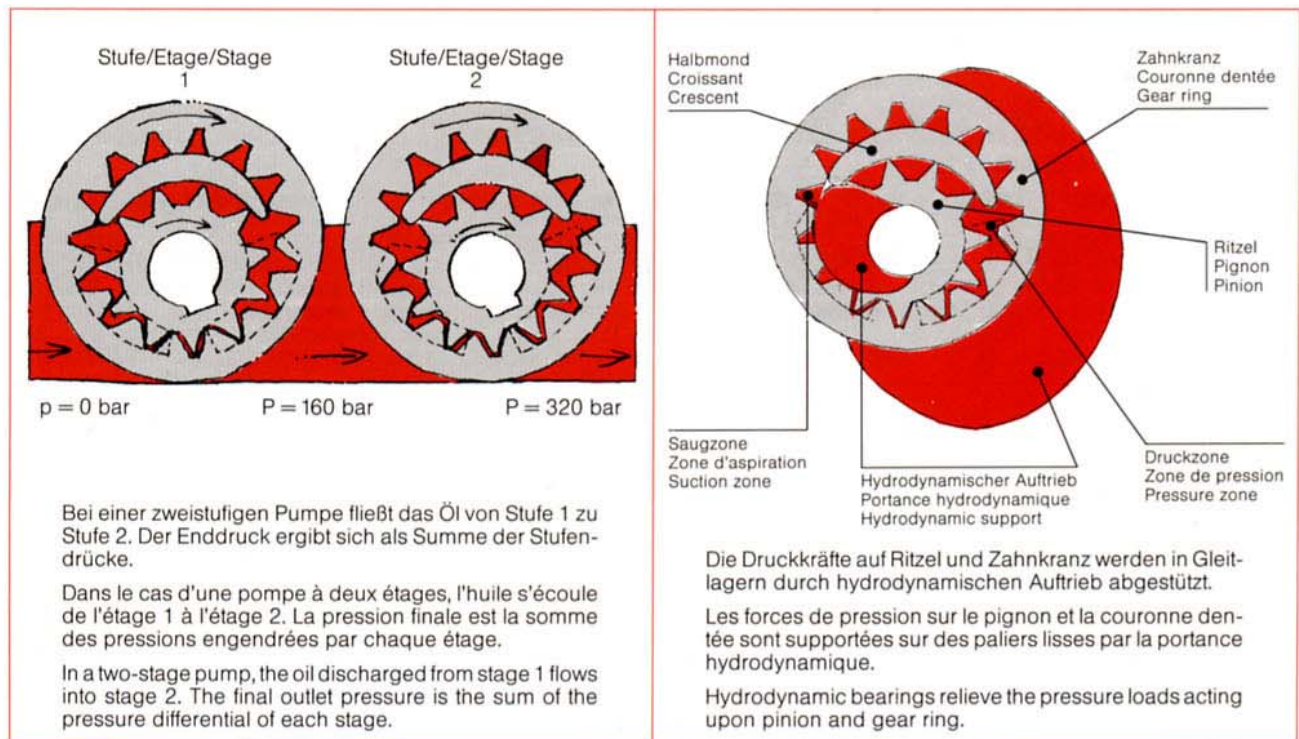 Stufe/Etage/Stage
1
Stufe/Etage/Stage
2
p = 0 bar
P = 160 bar
P = 320 bar
Bei einer zweistufigen Pumpe fließt das Öl von Stufe 1 zu
Stufe 2. Der Enddruck ergibt sich als Summe der Stufen-
drücke.
Dans le cas d'une pompe à deux étages, l'huile s'écoule
de l'étage 1 à l'étage 2. La pression finale est la somme
des pressions engendrées par chaque étage.
In a two-stage pump, the oil discharged from stage 1 flows
into stage 2. The final outlet pressure is the sum of the
pressure differential of each stage.
Halbmond
Croissant
Crescent
Zahnkranz
Couronne dentée
Gear ring
Ritzel
Pignon
Pinion
Saugzone
Zone d'aspiration
Suction zone
Hydrodynamischer Auftrieb
Portance hydrodynamique
Hydrodynamic support
Druckzone
Zone de pression
Pressure zone
Die Druckkräfte auf Ritzel und Zahnkranz werden in Gleit-
lagern durch hydrodynamischen Auftrieb abgestützt.
Les forces de pression sur le pignon et la couronne den-
tée sont supportées sur des paliers lisses par la portance
hydrodynamique.
Hydrodynamic bearings relieve the pressure loads acting
upon pinion and gear ring.